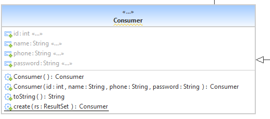 «...»
Consumer
id : int «...»
name : String «...»
phone : String «...»
password : String «...»
Consumer ( ) : Consumer
Consumer ( id : int , name : String , phone : String , password : String ) : Consumer
toString ( ) : String
create ( rs : ResultSet ) : Consumer